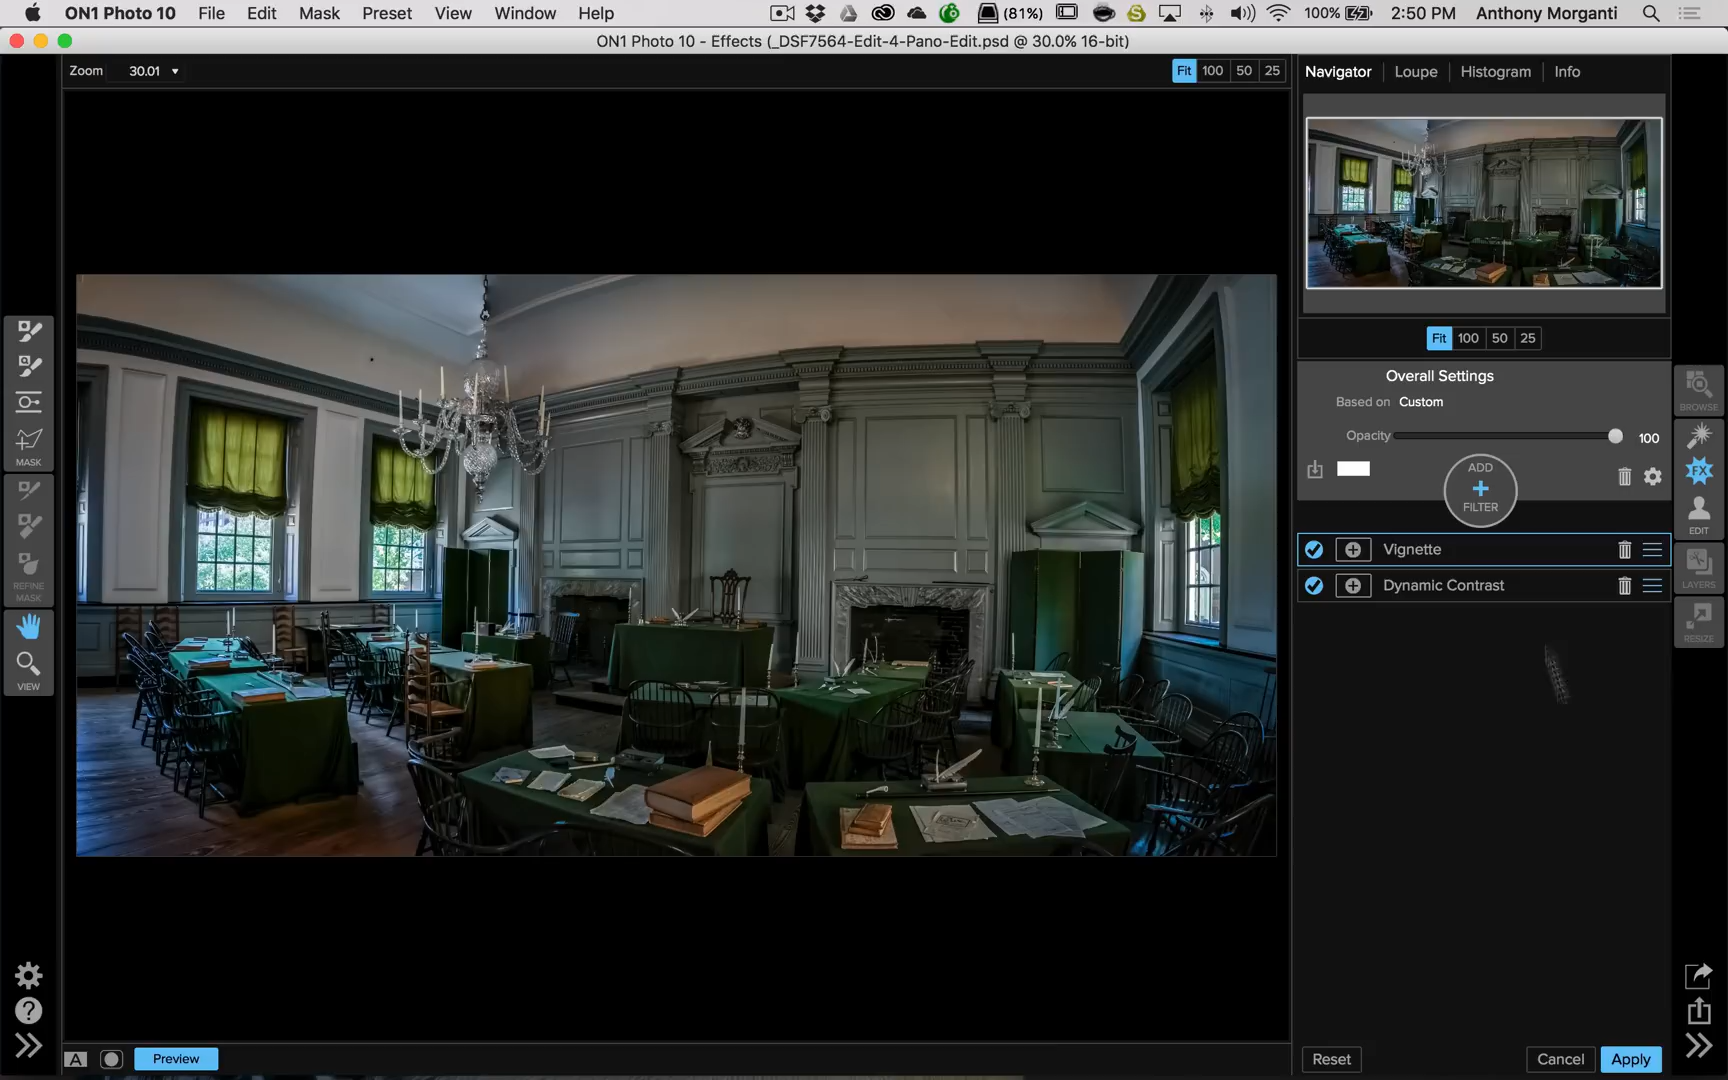 ON1 Photo 10 File Edit Mask Preset View Window Help (81%) 100% 2:50 PM Anthony Morganti
ON1 Photo 10 - Effects (_DSF7564-Edit-4-Pano-Edit.psd @ 30.0% 16-bit)
Zoom 30.01 Fit 100 50 25
Navigator Loupe Histogram Info
Fit 100 50 25
Overall Settings
Based on Custom
Opacity 100
ADD
FILTER
Vignette
Dynamic Contrast
MASK
REFINE
MASK
VIEW
BROWSE
FX
EDIT
LAYERS
RESIZE
A Preview
Reset Cancel Apply